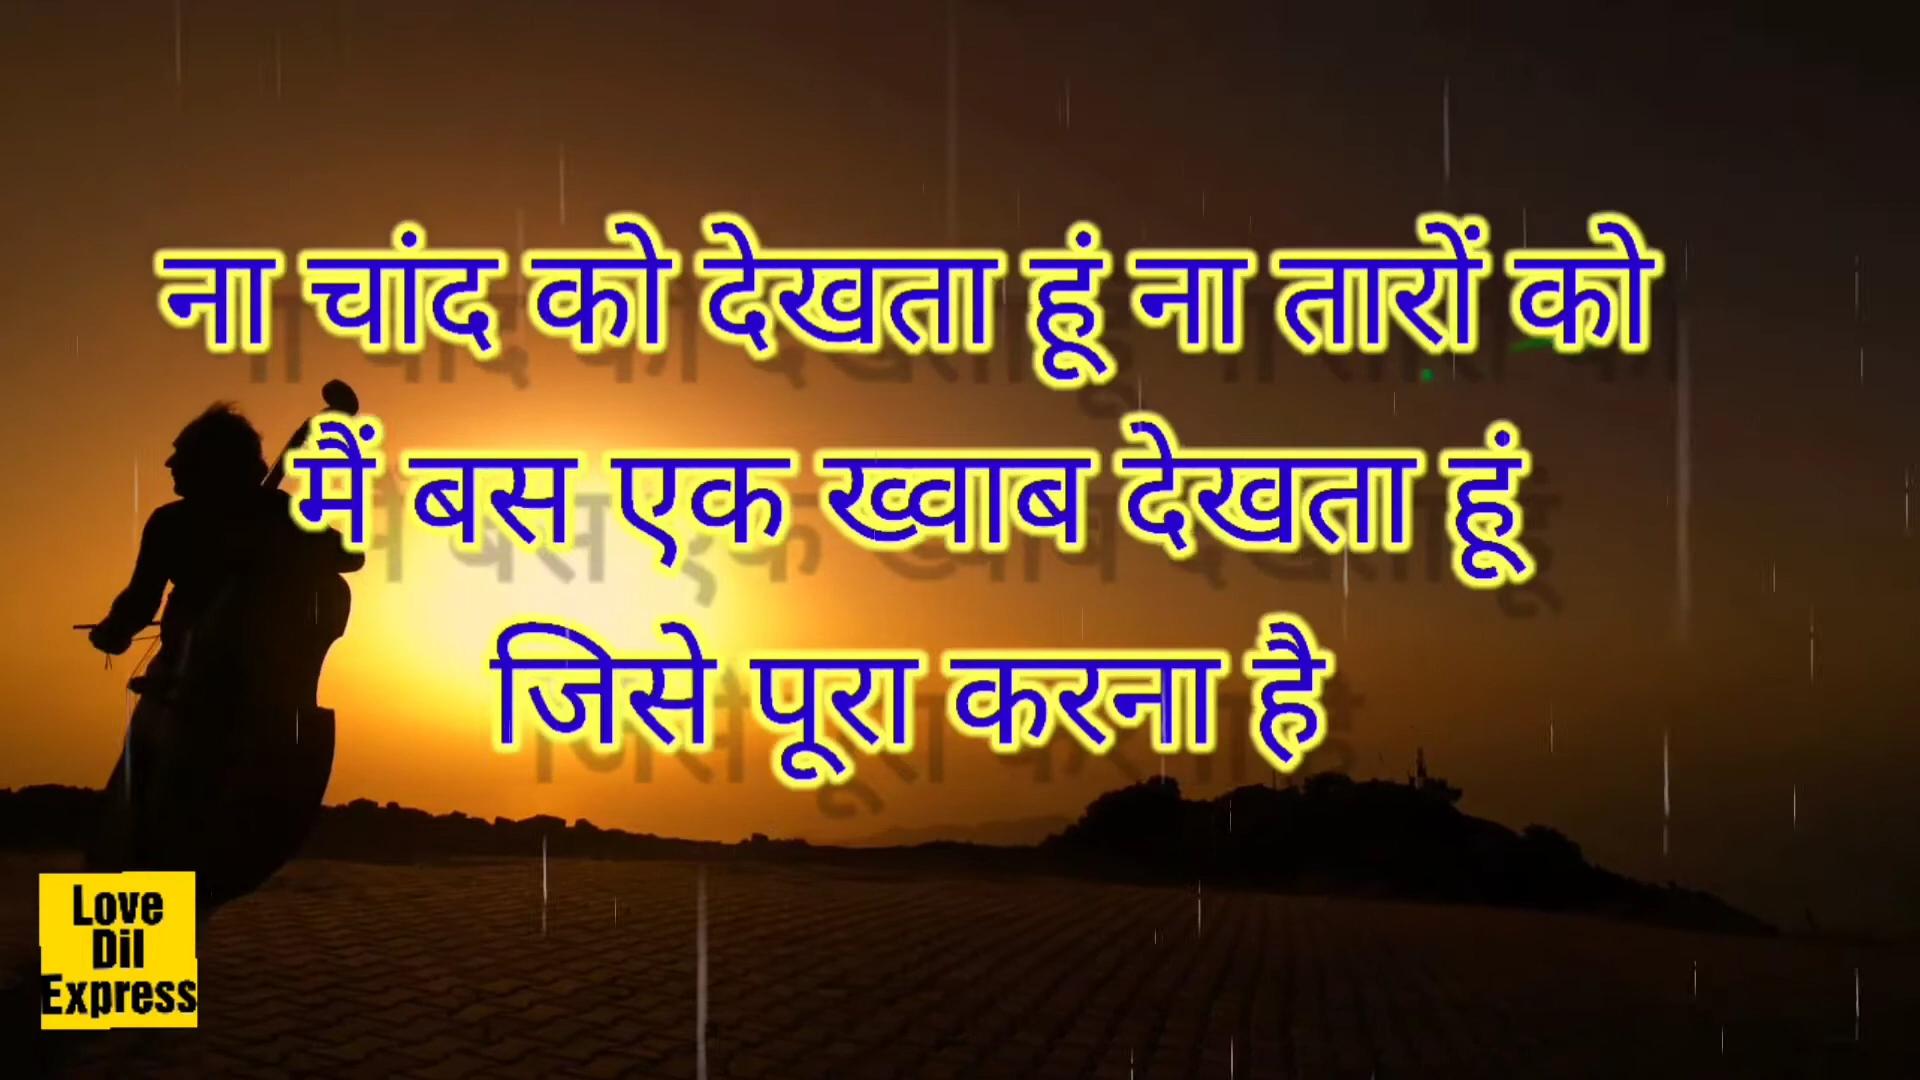 ना चांद को देखता हूं ना तारों को
मैं बस एक ख्वाब देखता हूं
जिसे पूरा करना है
Love
Dil
Express